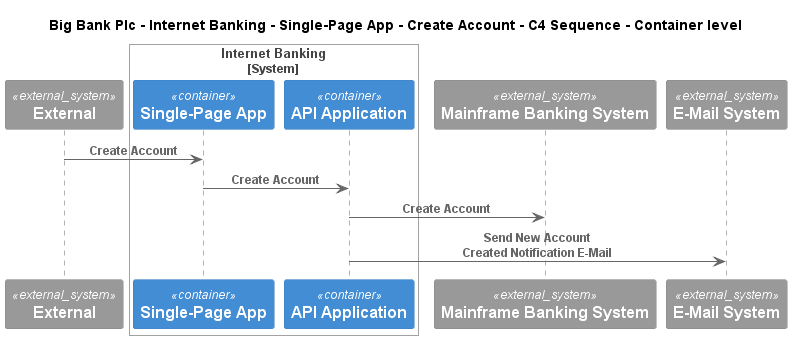 Big Bank Plc - Internet Banking - Single-Page App - Create Account - C4 Sequence - Container level
Internet Banking
[System]
«external_system»
External
«container»
Single-Page App
«container»
API Application
«external_system»
Mainframe Banking System
«external_system»
E-Mail System
Create Account
Create Account
Create Account
Send New Account
Created Notification E-Mail
«external_system»
External
«container»
Single-Page App
«container»
API Application
«external_system»
Mainframe Banking System
«external_system»
E-Mail System